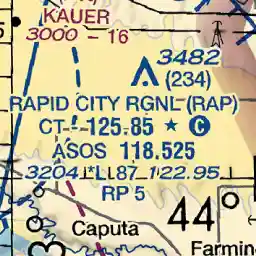 KAUER
3000 - 16
3482
(234)
RAPID CITY RGNL (RAP)
CT - 125.85 ★ C
ASOS 118.525
3204 *L 87 122.95
RP 5
44°
Caputa
Farmin